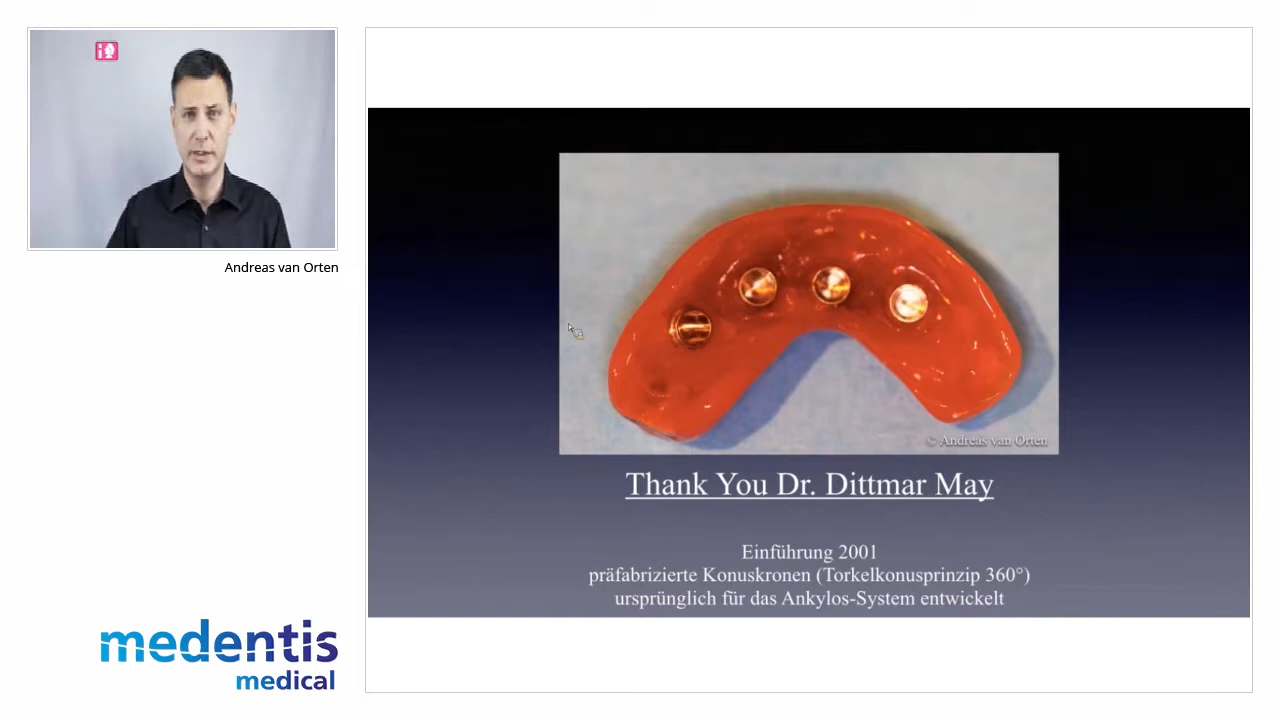 Andreas van Orten
medentis
medical
© Andreas van Orten
Thank You Dr. Dittmar May
Einführung 2001
präfabrizierte Konuskronen (Torkelkonusprinzip 360°)
ursprünglich für das Ankylos-System entwickelt